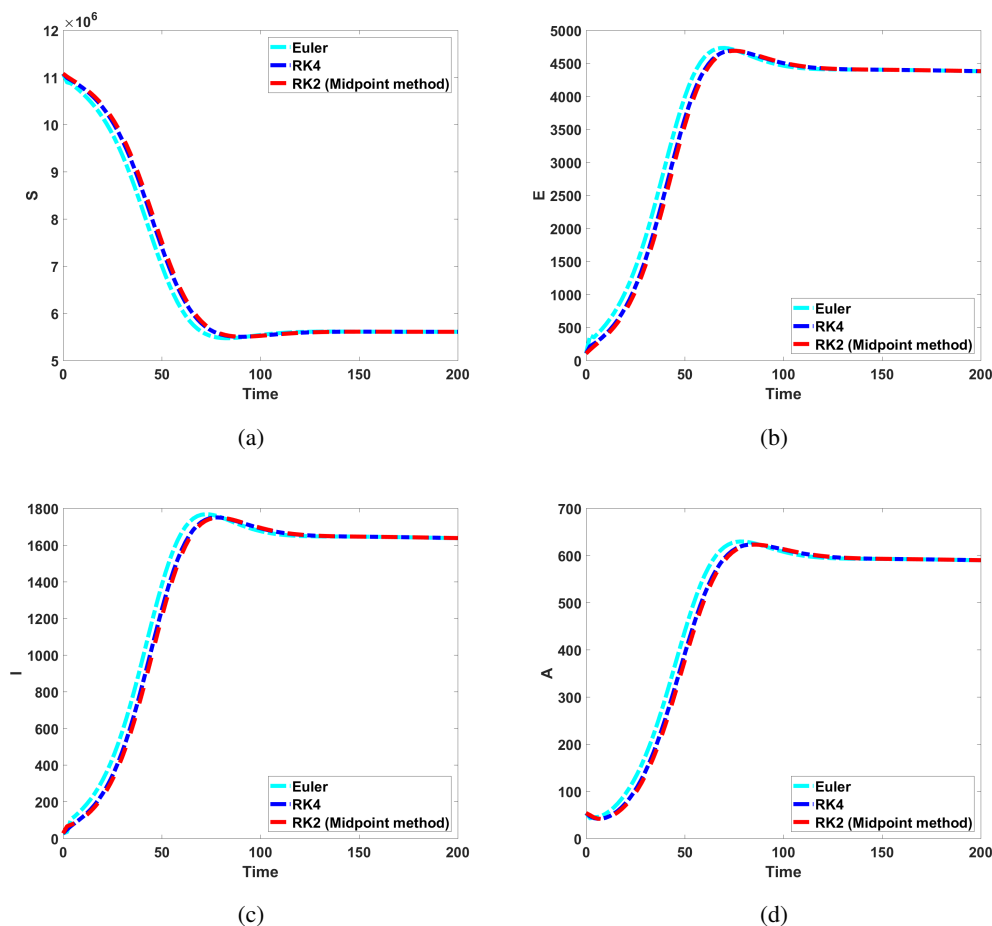 ×10^6
12
11
10
9
8
7
6
5
S
0 50 100 150 200
Time
Euler
RK4
RK2 (Midpoint method)
(a)
5000
4500
4000
3500
3000
2500
2000
1500
1000
500
0
E
0 50 100 150 200
Time
Euler
RK4
RK2 (Midpoint method)
(b)
1800
1600
1400
1200
1000
800
600
400
200
0
I
0 50 100 150 200
Time
Euler
RK4
RK2 (Midpoint method)
(c)
700
600
500
400
300
200
100
0
A
0 50 100 150 200
Time
Euler
RK4
RK2 (Midpoint method)
(d)